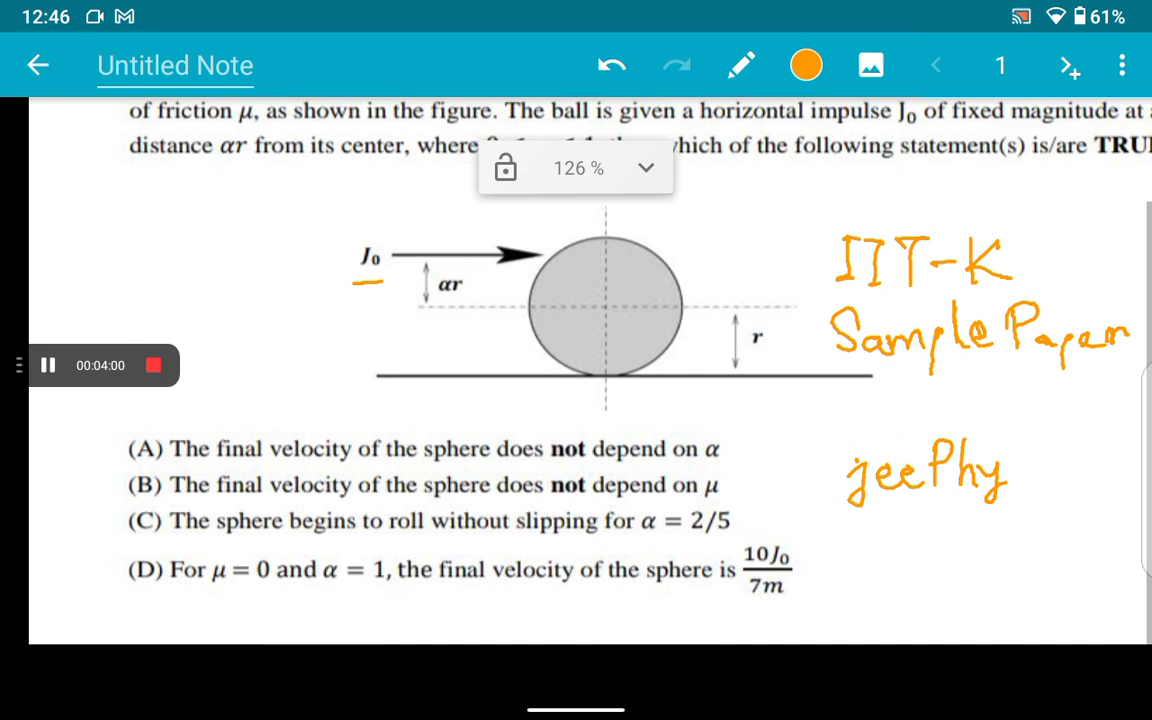 12:46 61%
Untitled Note 1
of friction μ, as shown in the figure. The ball is given a horizontal impulse J₀ of fixed magnitude at
distance αr from its center, where which of the following statement(s) is/are TRU
126 %
J₀
αr
r
IIT-K
Sample Paper
00:04:00
jeePhy
(A) The final velocity of the sphere does not depend on α
(B) The final velocity of the sphere does not depend on μ
(C) The sphere begins to roll without slipping for α = 2/5
(D) For μ = 0 and α = 1, the final velocity of the sphere is 10J₀/7m